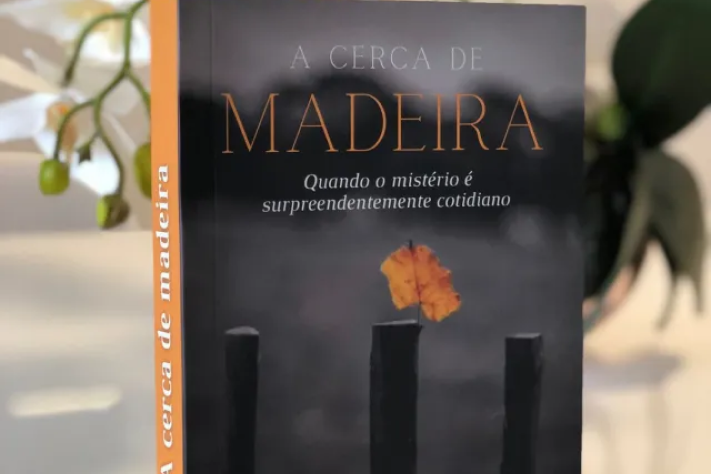 A CERCA DE
MADEIRA
Quando o mistério é
surpreendentemente cotidiano
A cerca de madeira